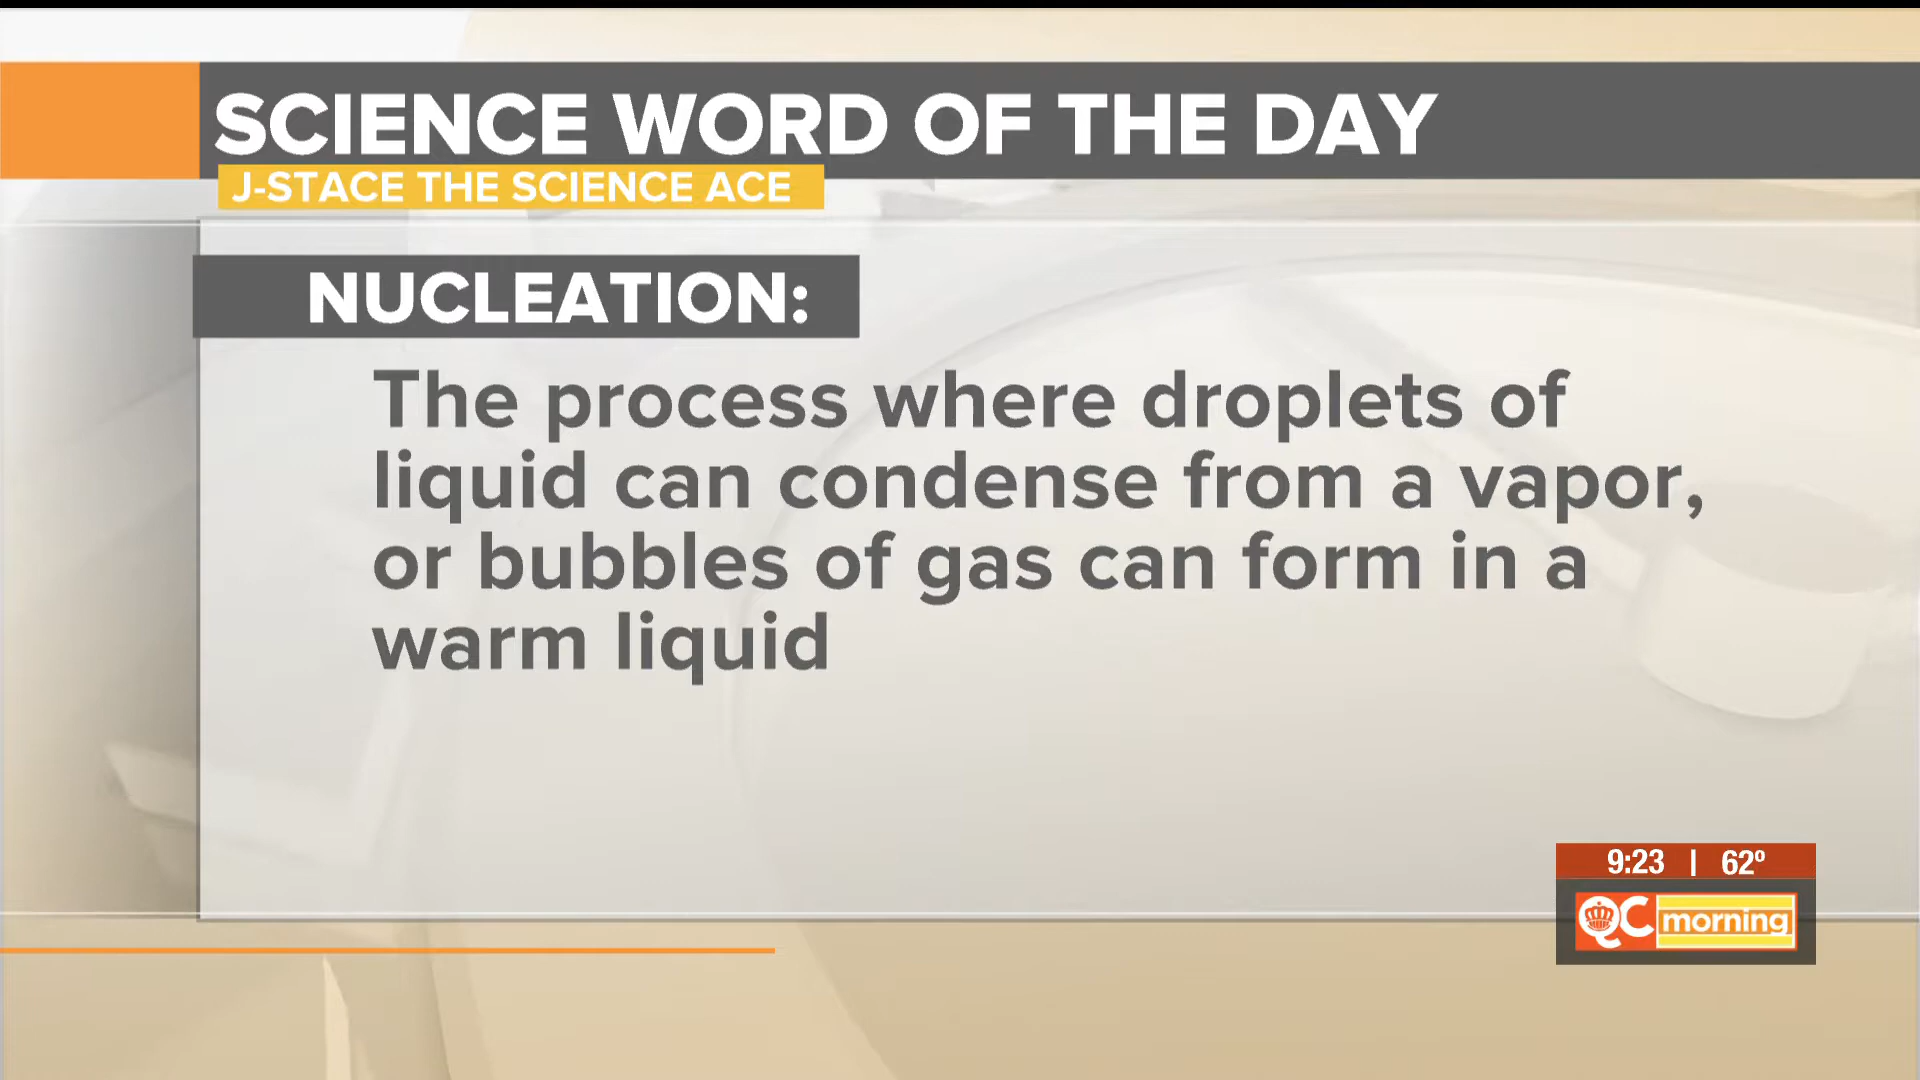 SCIENCE WORD OF THE DAY
J-STACE THE SCIENCE ACE
NUCLEATION:
The process where droplets of
liquid can condense from a vapor,
or bubbles of gas can form in a
warm liquid
9:23 | 62º
QC morning